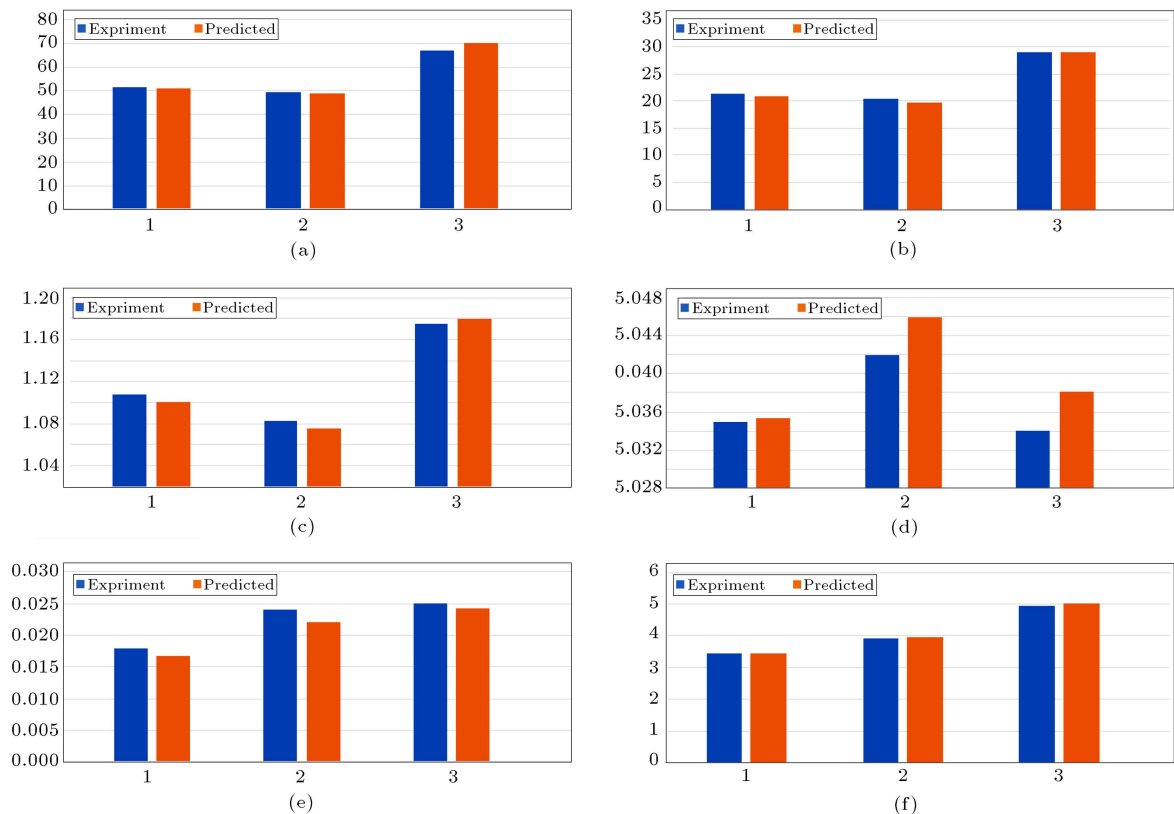 80
70
60
50
40
30
20
10
0
Expriment Predicted
1 2 3
(a)
35
30
25
20
15
10
5
0
Expriment Predicted
1 2 3
(b)
1.20
1.16
1.12
1.08
1.04
Expriment Predicted
1 2 3
(c)
5.048
5.044
0.040
5.036
5.032
5.028
Expriment Predicted
1 2 3
(d)
0.030
0.025
0.020
0.015
0.010
0.005
0.000
Expriment Predicted
1 2 3
(e)
6
5
4
3
2
1
0
Expriment Predicted
1 2 3
(f)